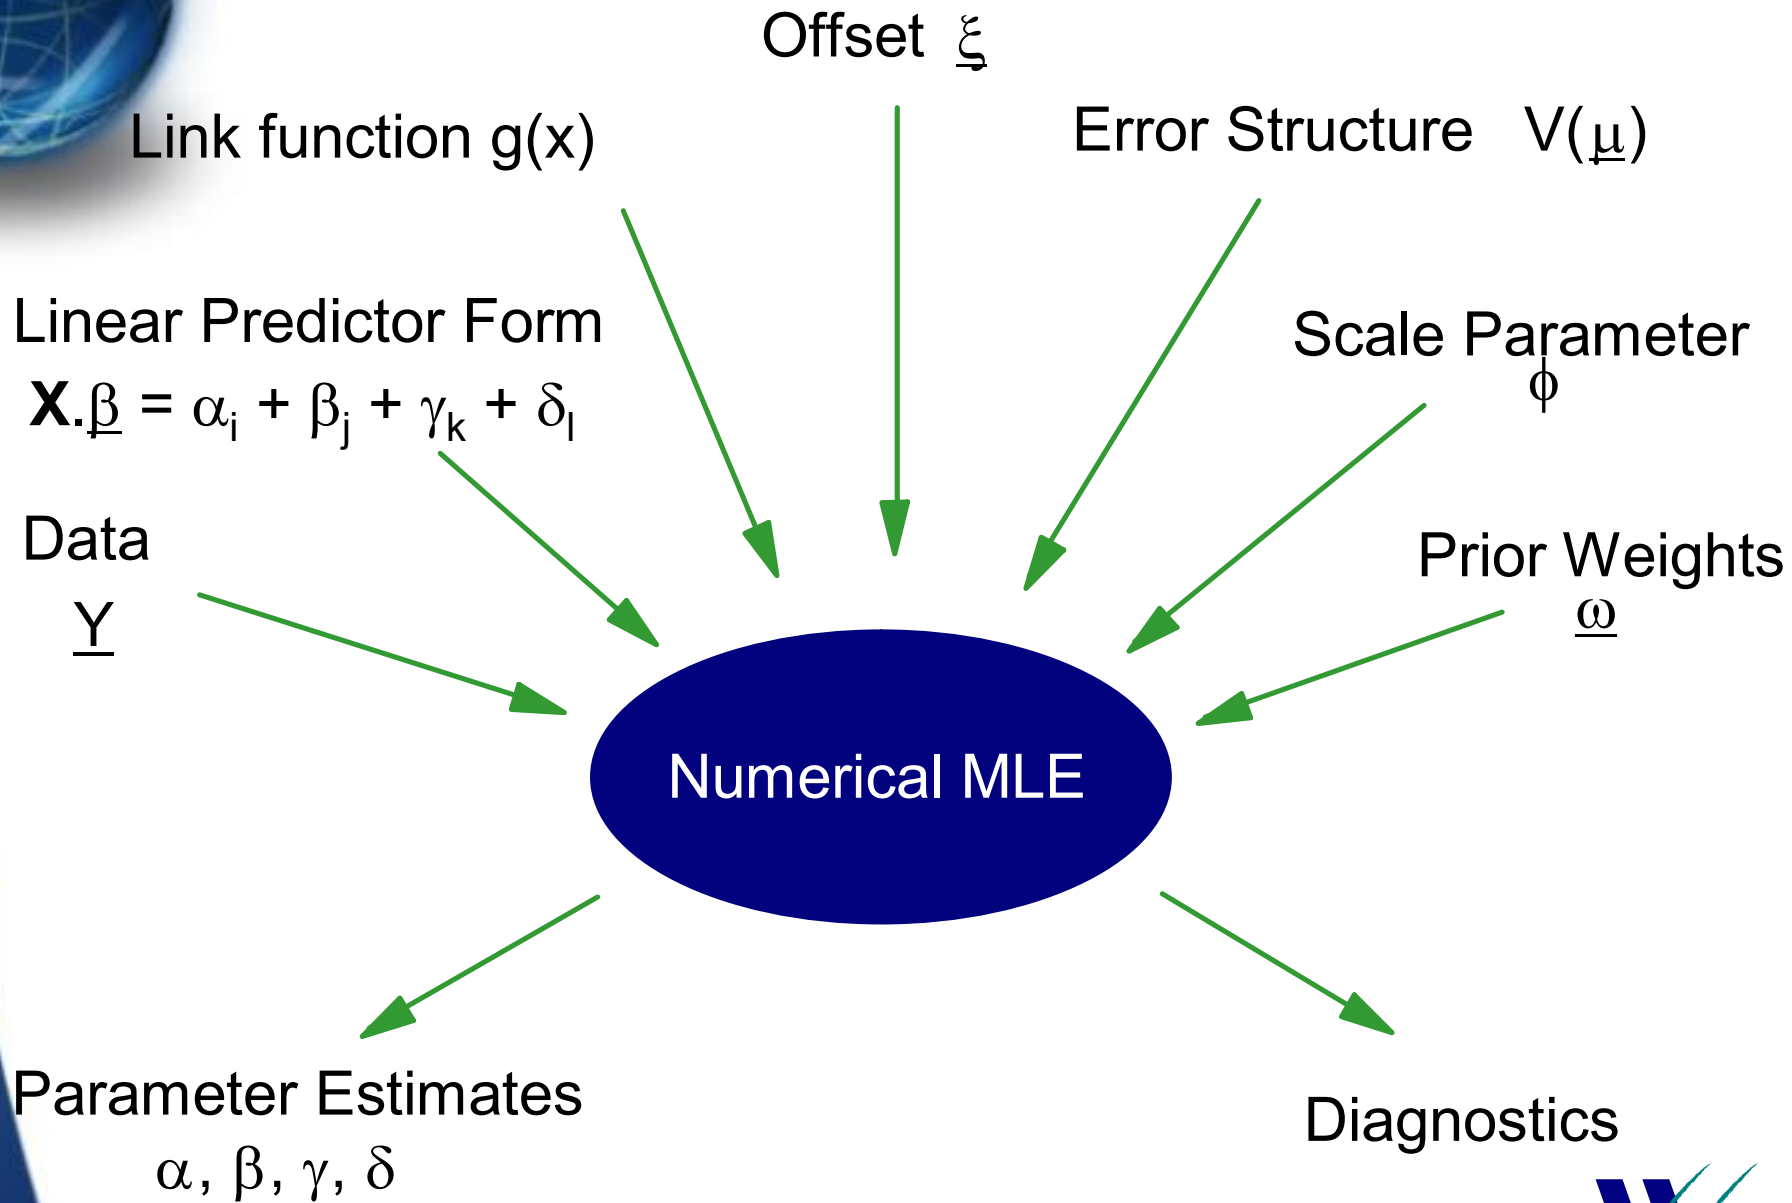 Offset ξ
Link function g(x)
Error Structure V(μ)
Linear Predictor Form
X.β = αi + βj + γk + δl
Scale Parameter
ϕ
Data
Y
Prior Weights
ω
Numerical MLE
Parameter Estimates
α, β, γ, δ
Diagnostics